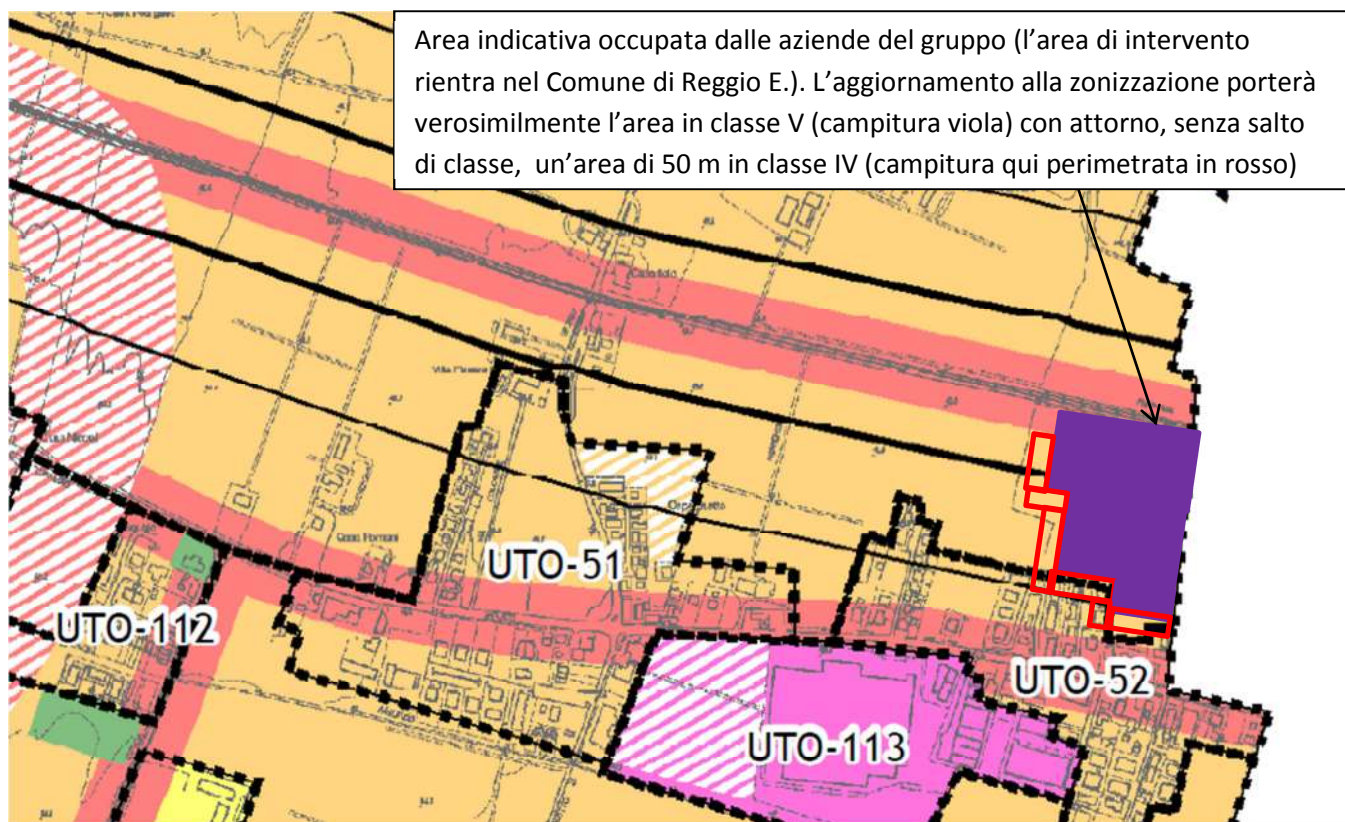 Area indicativa occupata dalle aziende del gruppo (l’area di intervento
rientra nel Comune di Reggio E.). L’aggiornamento alla zonizzazione porterà
verosimilmente l’area in classe V (campitura viola) con attorno, senza salto
di classe, un’area di 50 m in classe IV (campitura qui perimetrata in rosso)
UTO-51
UTO-112
UTO-52
UTO-113